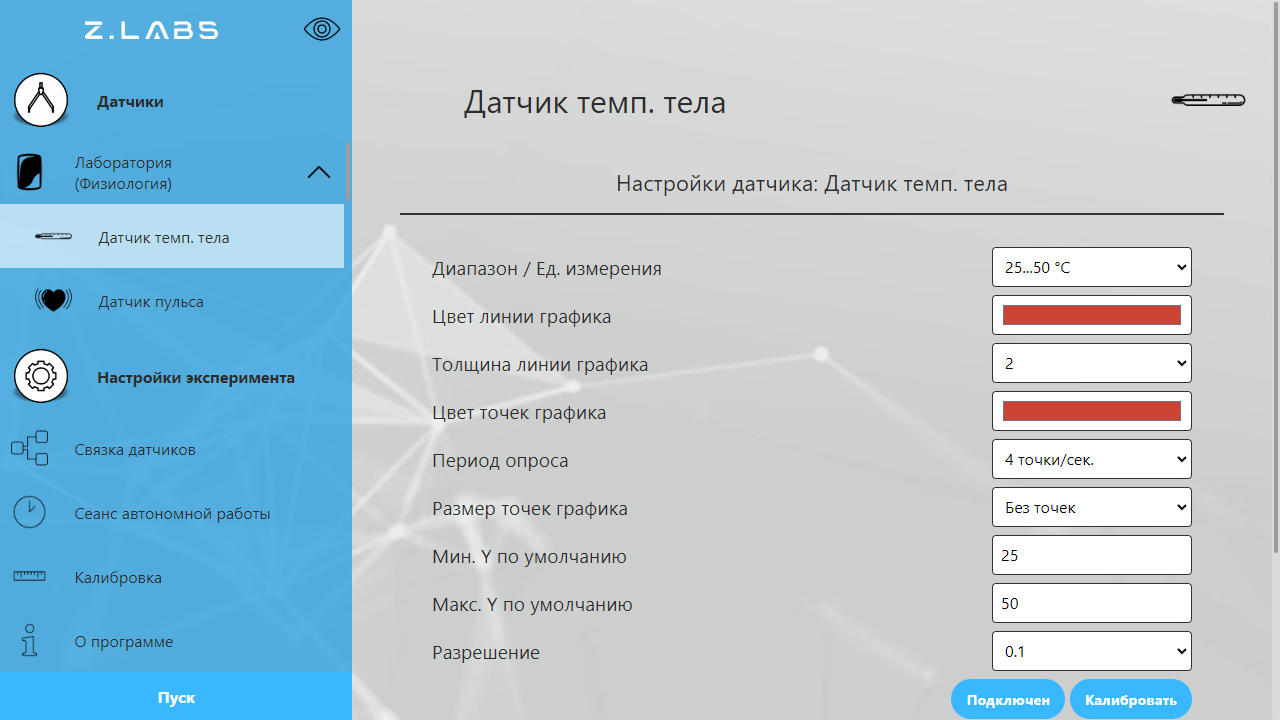 Z.LABS
Датчики
Лаборатория
(Физиология)
Датчик темп. тела
Датчик пульса
Настройки эксперимента
Связка датчиков
Сеанс автономной работы
Калибровка
О программе
Пуск
Датчик темп. тела
Настройки датчика: Датчик темп. тела
Диапазон / Ед. измерения
25...50 °C
Цвет линии графика
Толщина линии графика
2
Цвет точек графика
Период опроса
4 точки/сек.
Размер точек графика
Без точек
Мин. Y по умолчанию
25
Макс. Y по умолчанию
50
Разрешение
0.1
Подключен
Калибровать